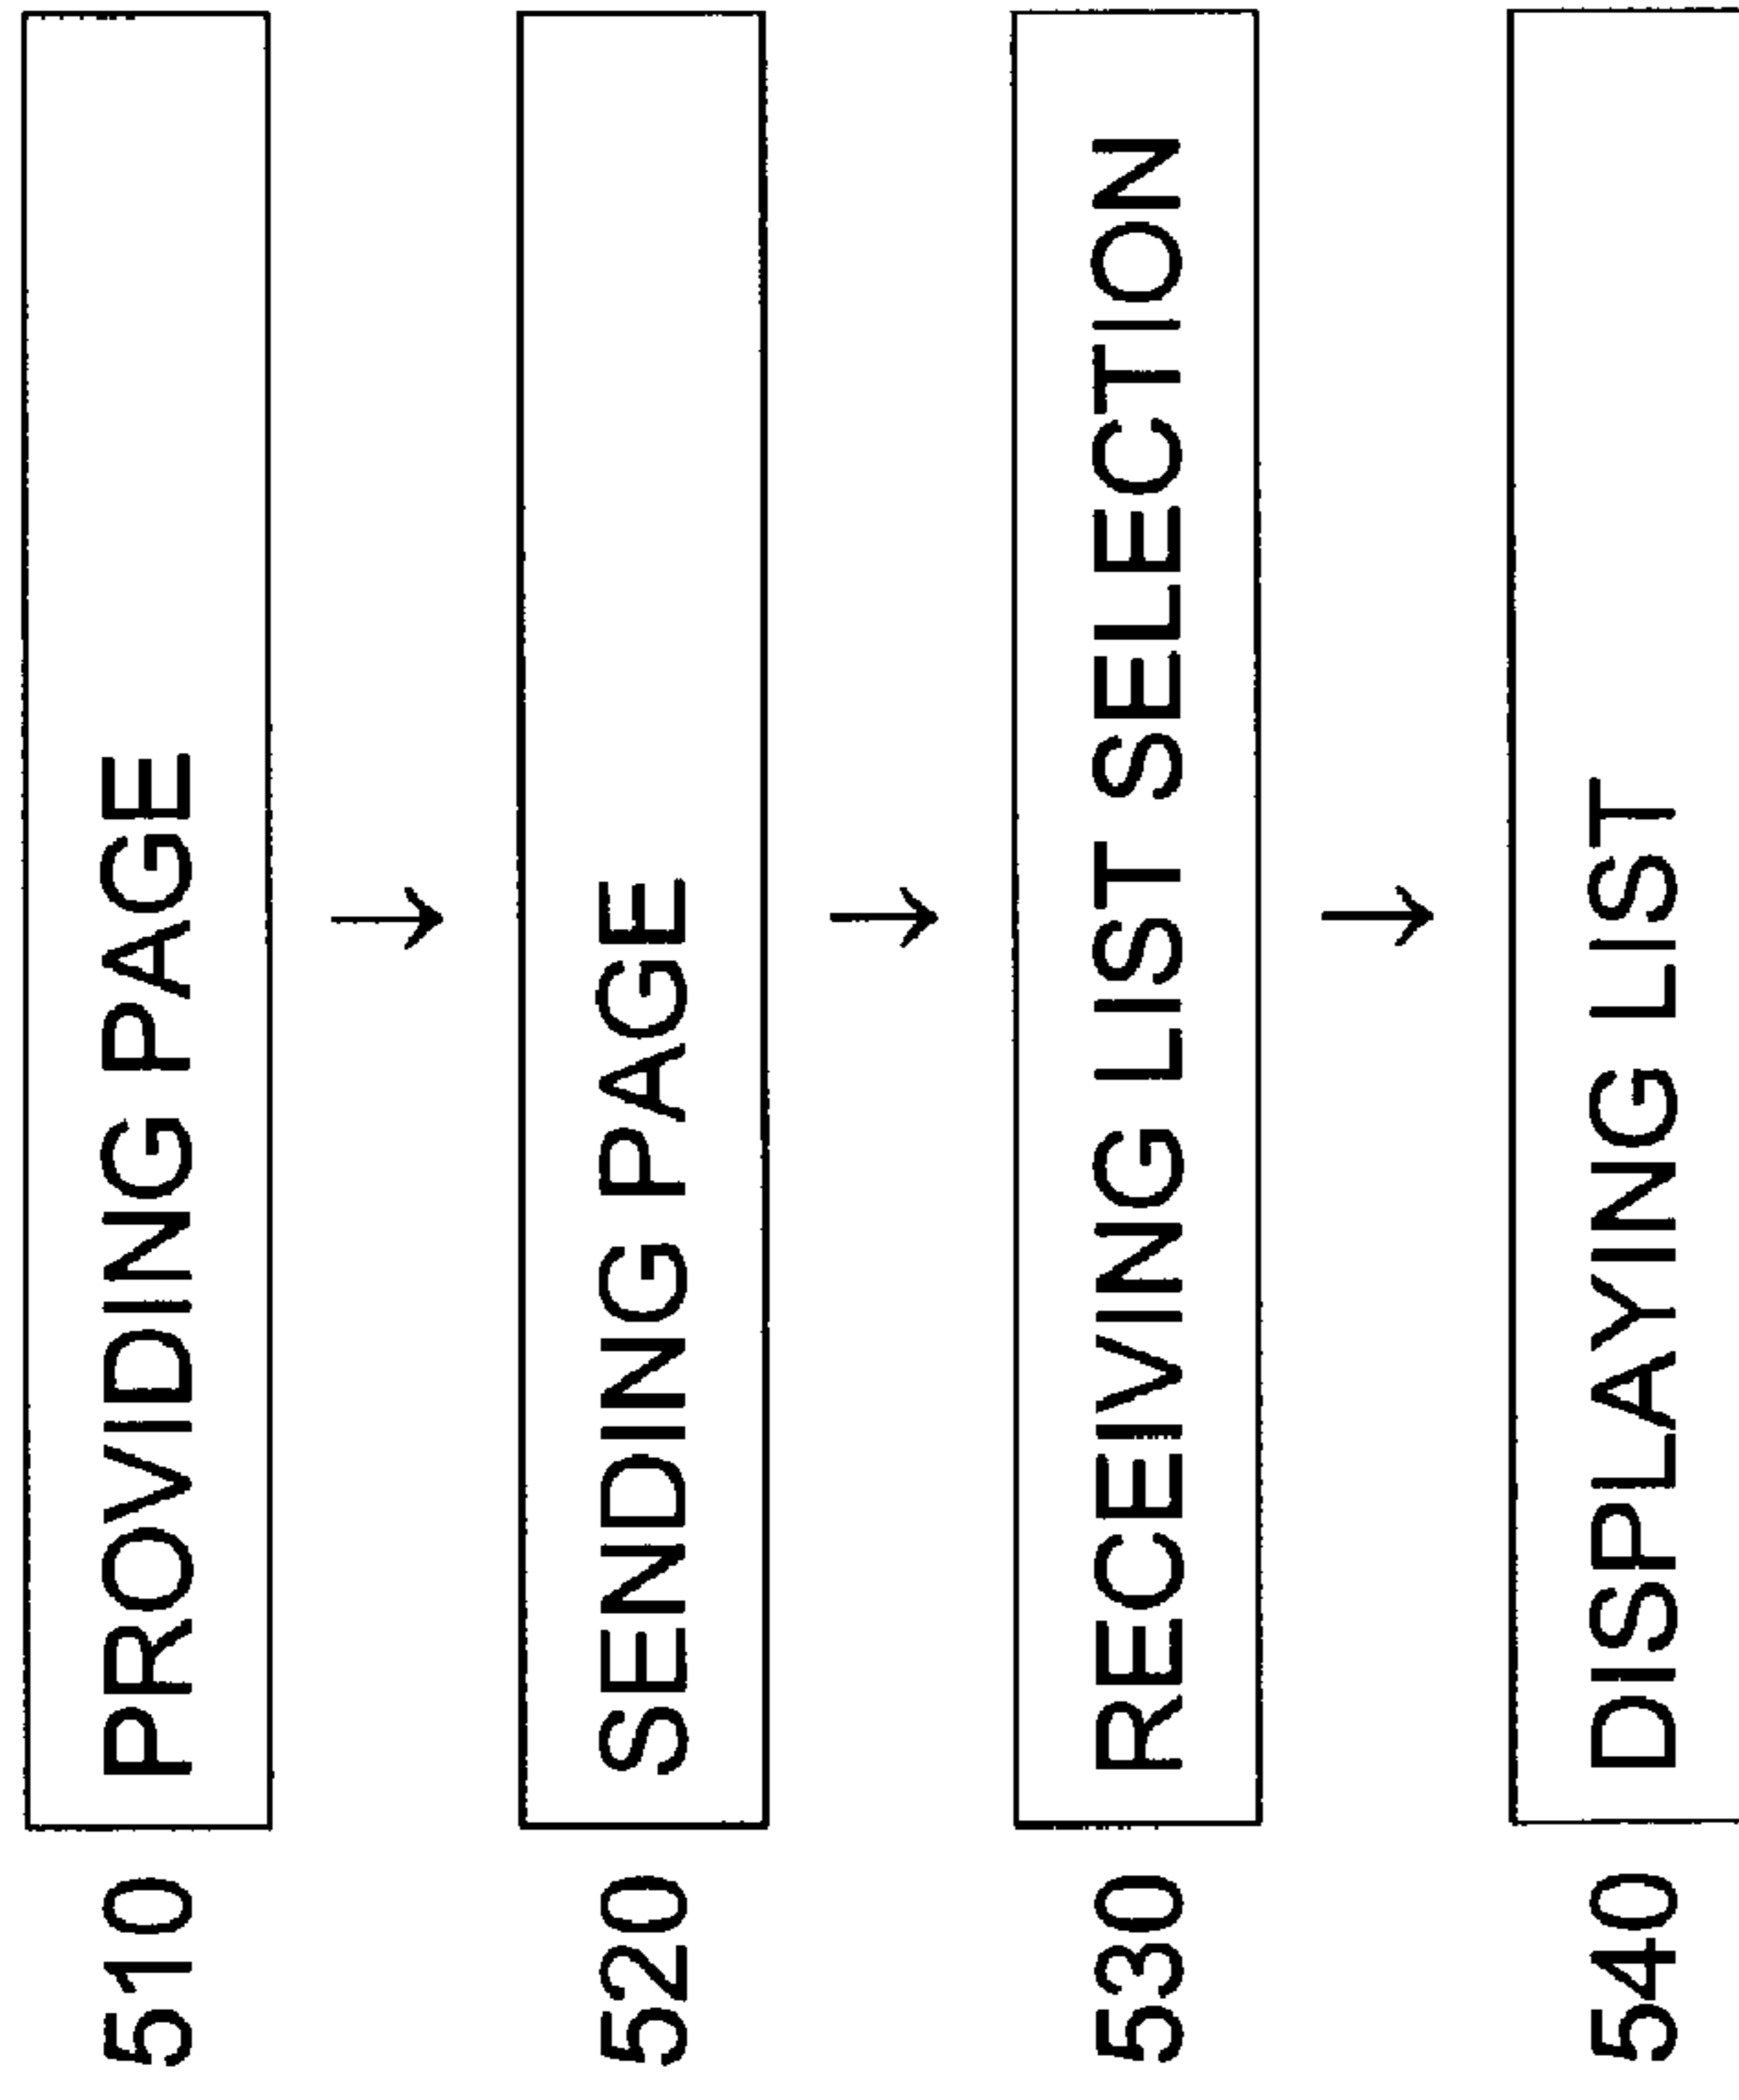 510 PROVIDING PAGE
520 SENDING PAGE
530 RECEIVING LIST SELECTION
540 DISPLAYING LIST